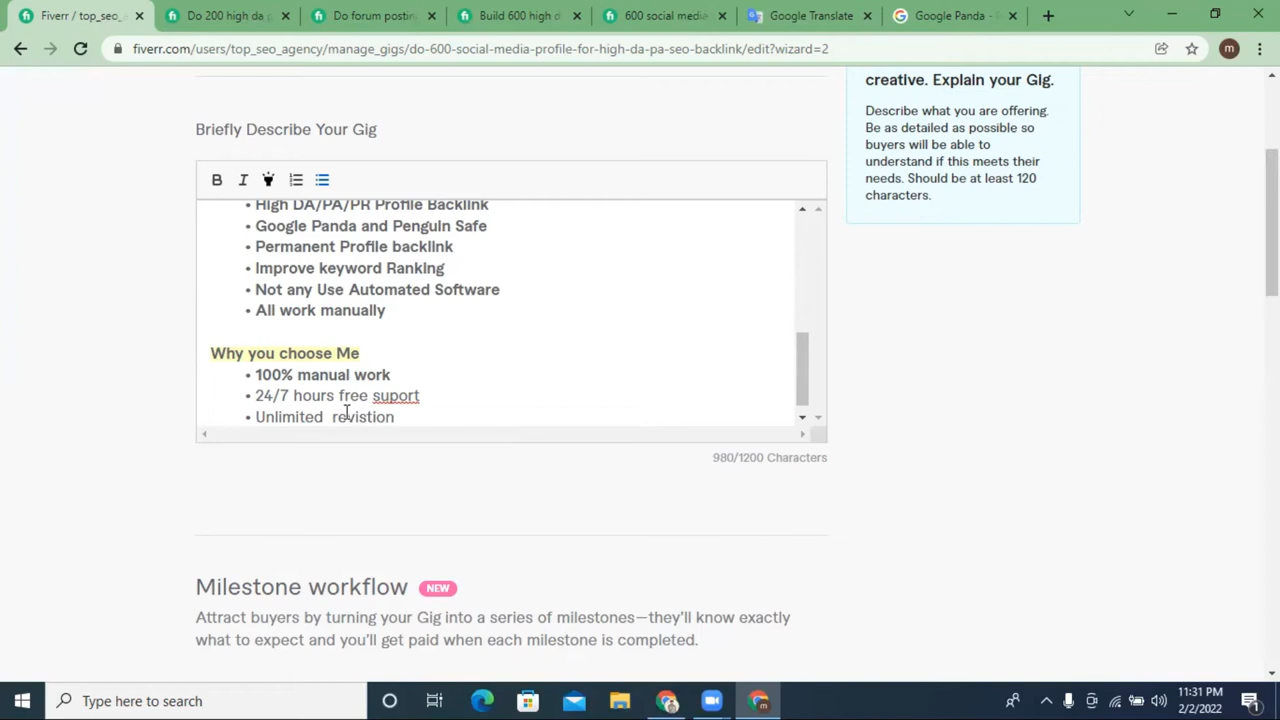 Fiverr / top_seo_
Do 200 high da p
Do forum postin
Build 600 high d
600 social media
Google Translate
Google Panda -
fiverr.com/users/top_seo_agency/manage_gigs/do-600-social-media-profile-for-high-da-pa-seo-backlink/edit?wizard=2
m
creative. Explain your Gig.
Describe what you are offering.
Be as detailed as possible so
buyers will be able to
understand if this meets their
needs. Should be at least 120
characters.
Briefly Describe Your Gig
B I
• High DA/PA/PR Profile Backlink
• Google Panda and Penguin Safe
• Permanent Profile backlink
• Improve keyword Ranking
• Not any Use Automated Software
• All work manually
Why you choose Me
• 100% manual work
• 24/7 hours free suport
• Unlimited revistion
980/1200 Characters
Milestone workflow NEW
Attract buyers by turning your Gig into a series of milestones—they'll know exactly
what to expect and you'll get paid when each milestone is completed.
Type here to search
11:31 PM
2/2/2022